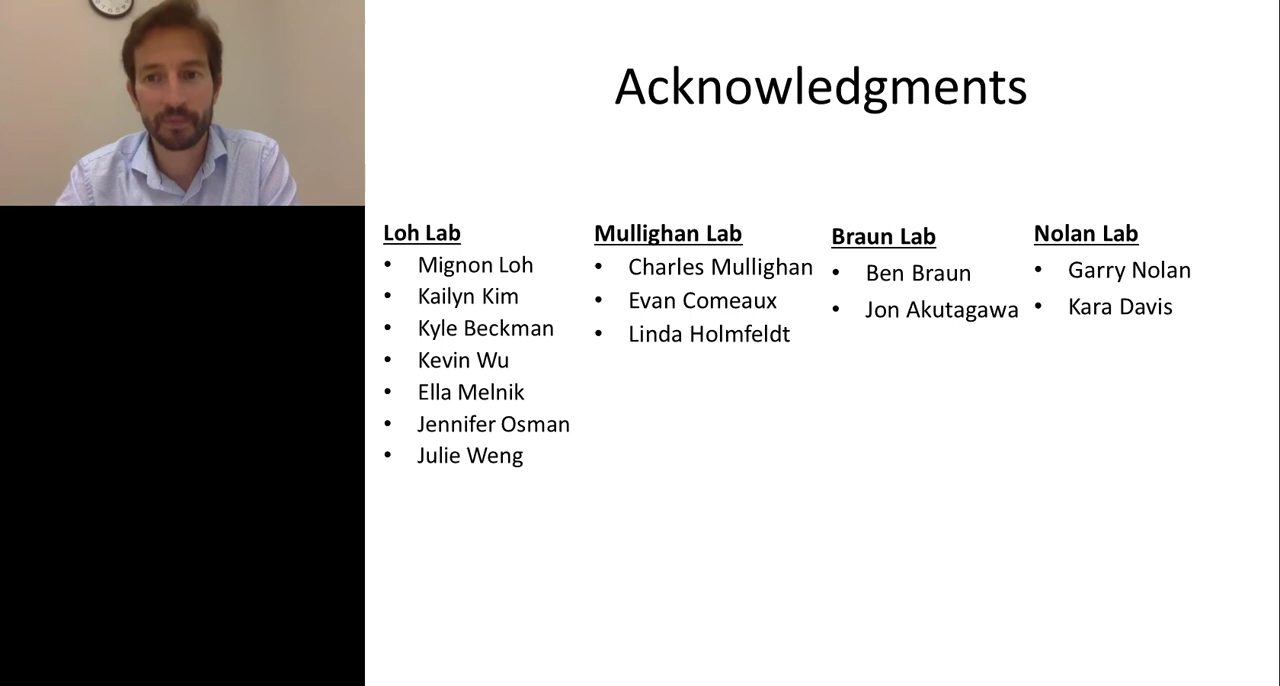 Acknowledgments
Loh Lab
• Mignon Loh
• Kailyn Kim
• Kyle Beckman
• Kevin Wu
• Ella Melnik
• Jennifer Osman
• Julie Weng
Mullighan Lab
• Charles Mullighan
• Evan Comeaux
• Linda Holmfeldt
Braun Lab
• Ben Braun
• Jon Akutagawa
Nolan Lab
• Garry Nolan
• Kara Davis